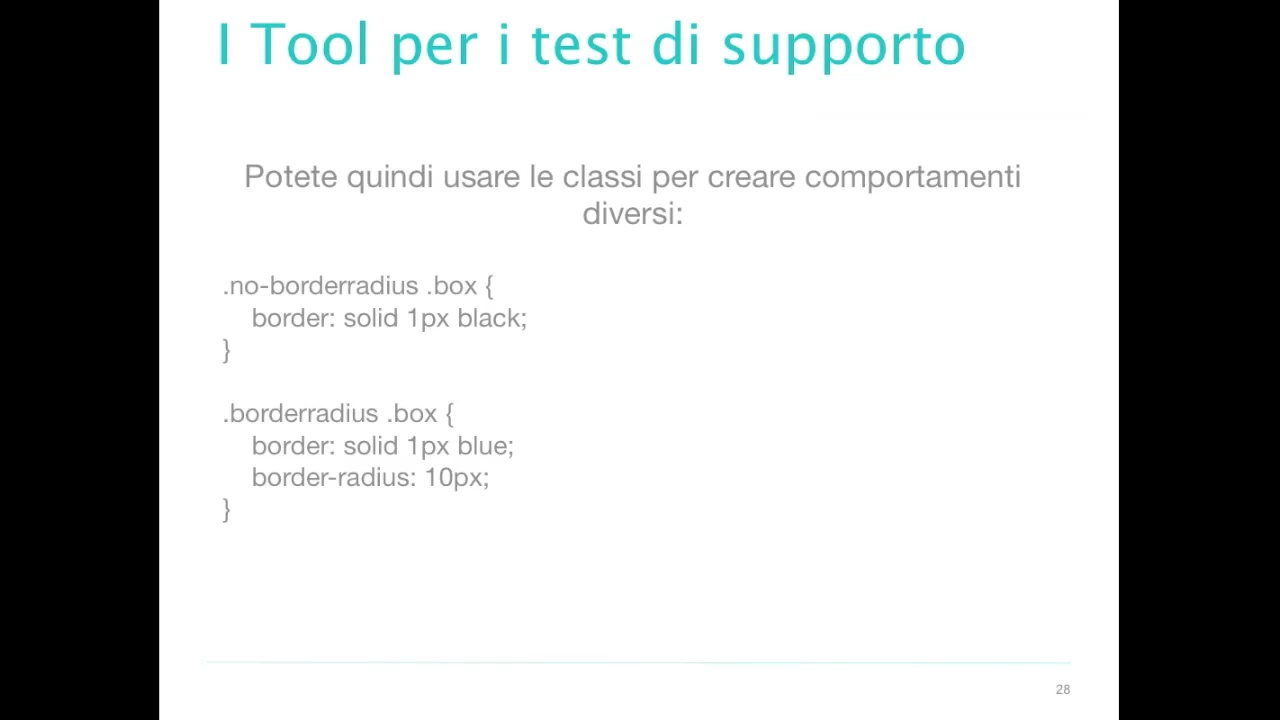 I Tool per i test di supporto
Potete quindi usare le classi per creare comportamenti
diversi:
.no-borderradius .box {
border: solid 1px black;
}
.borderradius .box {
border: solid 1px blue;
border-radius: 10px;
}
28